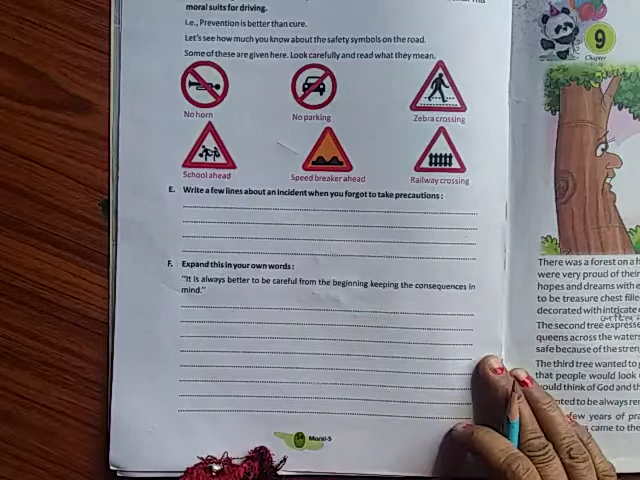 moral suits for driving.
i.e., Prevention is better than cure.
Let's see how much you know about the safety symbols on the road.
Some of these are given here. Look carefully and read what they mean.
No horn
No parking
Zebra crossing
School ahead
Speed breaker ahead
Railway crossing
E. Write a few lines about an incident when you forgot to take precautions :
F. Expand this in your own words :
"It is always better to be careful from the beginning keeping the consequences in
mind."
34 Moral-5
9
Chapter
There was a forest on a h
were very proud of their
hopes and dreams with e
to be treasure chest fille
decorated with intricate
The second tree expresse
queens across the waters
safe because of the stren
The third tree wanted to
that people would look
would think of God and th
nted to be always re
few years of pra
came to the